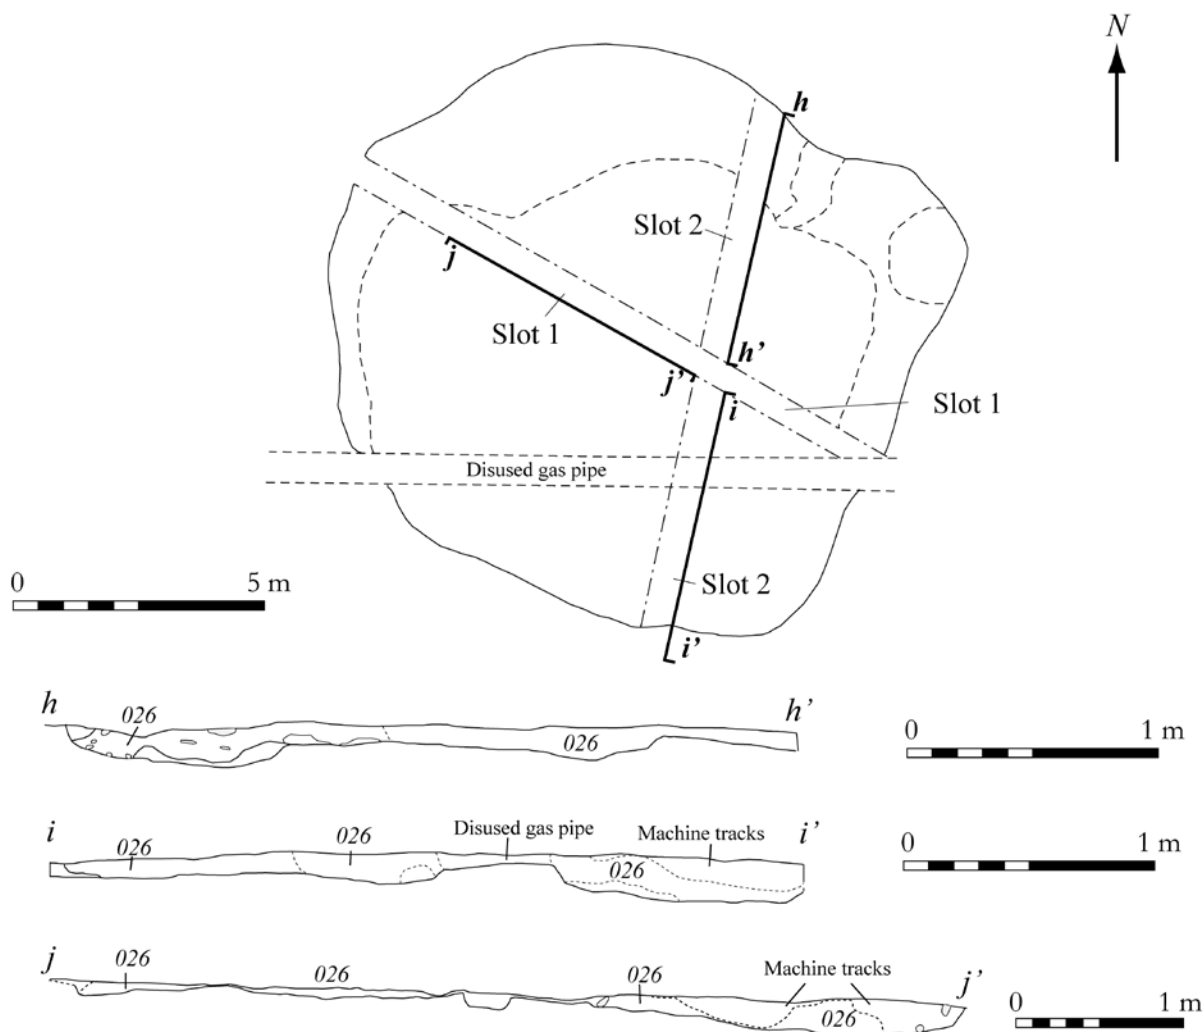 N
h
Slot 2
j
Slot 1
h'
j'
i
Slot 1
Disused gas pipe
0 5 m
Slot 2
i'
h 026 h'
026
0 1 m
i 026 026 Disused gas pipe Machine tracks i'
026
0 1 m
j 026 026 026 Machine tracks j'
026
0 1 m